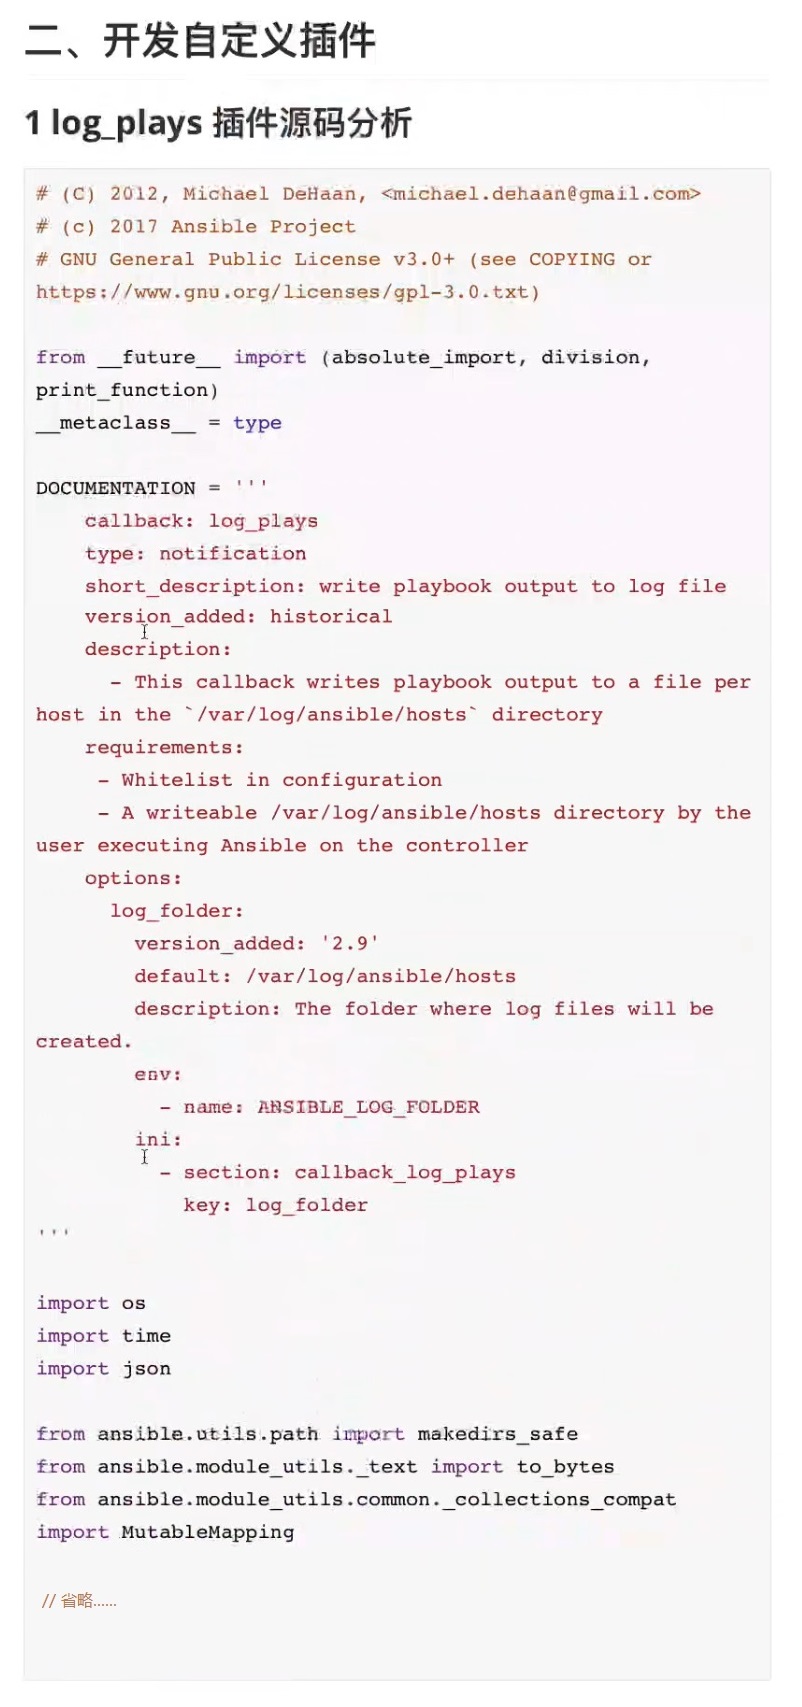 二、开发自定义插件
1 log_plays 插件源码分析
# (C) 2012, Michael DeHaan, <michael.dehaan@gmail.com>
# (c) 2017 Ansible Project
# GNU General Public License v3.0+ (see COPYING or
https://www.gnu.org/licenses/gpl-3.0.txt)
from __future__ import (absolute_import, division,
print_function)
__metaclass__ = type
DOCUMENTATION = '''
    callback: log_plays
    type: notification
    short_description: write playbook output to log file
    version_added: historical
    description:
      - This callback writes playbook output to a file per
host in the `/var/log/ansible/hosts` directory
    requirements:
     - Whitelist in configuration
     - A writeable /var/log/ansible/hosts directory by the
user executing Ansible on the controller
    options:
      log_folder:
        version_added: '2.9'
        default: /var/log/ansible/hosts
        description: The folder where log files will be
created.
        env:
          - name: ANSIBLE_LOG_FOLDER
        ini:
          - section: callback_log_plays
            key: log_folder
'''
import os
import time
import json
from ansible.utils.path import makedirs_safe
from ansible.module_utils._text import to_bytes
from ansible.module_utils.common._collections_compat
import MutableMapping
// 省略......